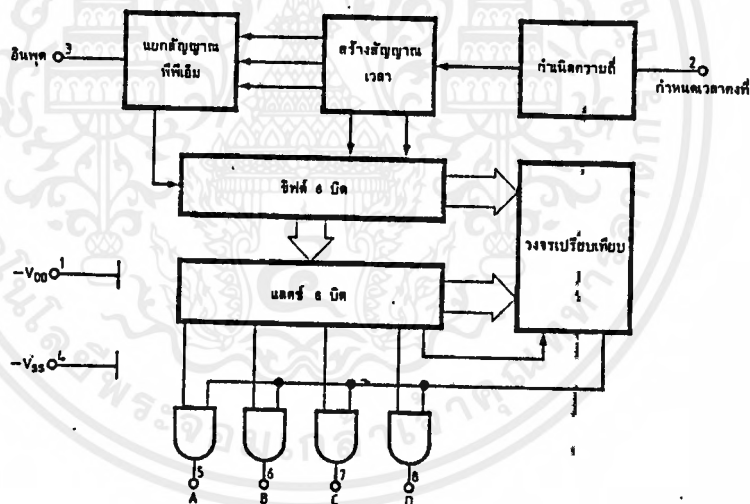 อินพุต 3
แยกสัญญาณ
พีพีเอ็ม
สร้างสัญญาณ
เวลา
กำเนิดความถี่
2
กำหนดเวลาคงที่
ชิฟต์ 6 บิต
วงจรเปรียบเทียบ
แลตช์ 6 บิต
-VDD 1
-VSS 4
5
6
7
8
A
B
C
D